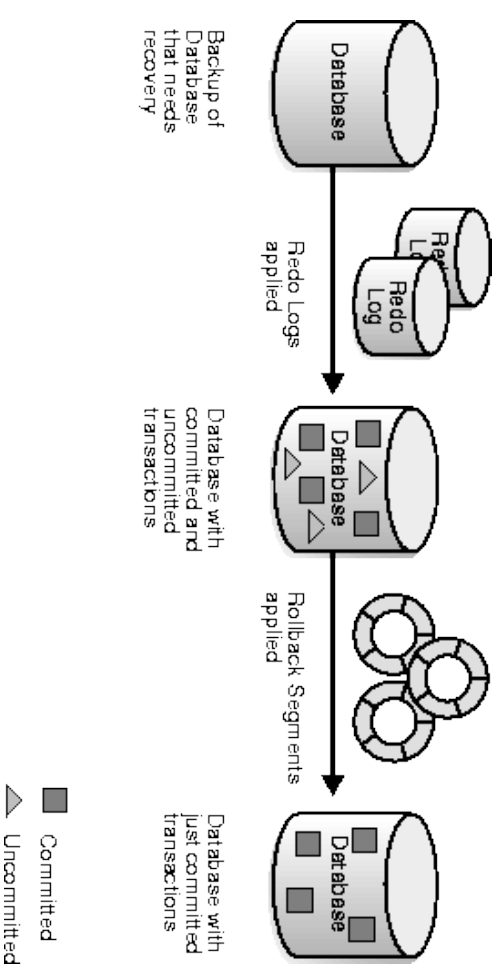 Database
Backup of
Database
that needs
recovery
Redo
Log
Redo Logs
applied
Database
Database with
committed and
uncommitted
transactions
Rollback Segments
applied
Database
Database with
just committed
transactions
Committed
Uncommitted